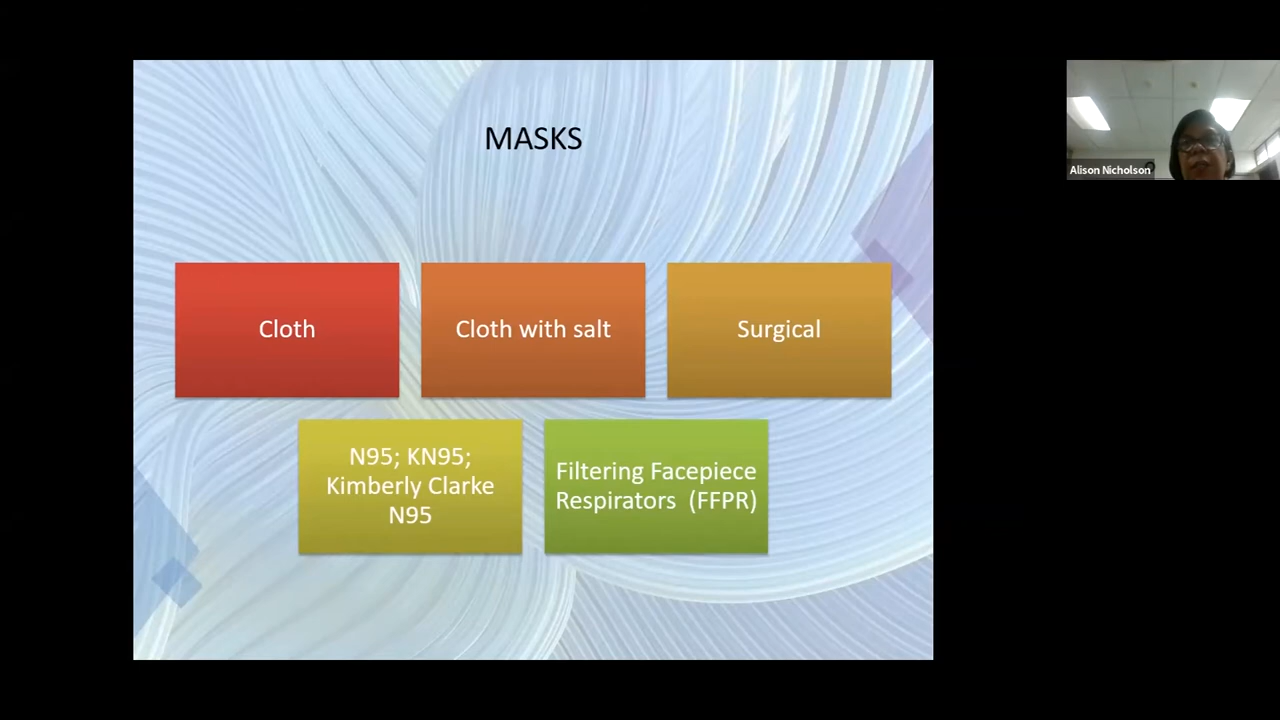 MASKS
Alison Nicholson
Cloth
Cloth with salt
Surgical
N95; KN95;
Kimberly Clarke
N95
Filtering Facepiece
Respirators (FFPR)